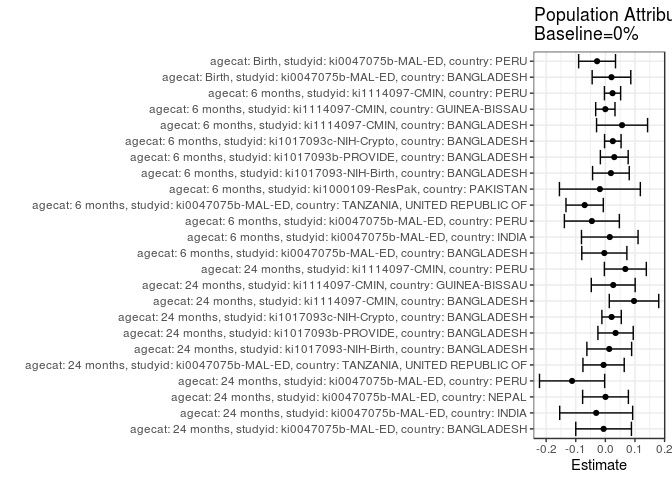 Population Attribu
Baseline=0%
agecat: Birth, studyid: ki0047075b-MAL-ED, country: PERU
agecat: Birth, studyid: ki0047075b-MAL-ED, country: BANGLADESH
agecat: 6 months, studyid: ki1114097-CMIN, country: PERU
agecat: 6 months, studyid: ki1114097-CMIN, country: GUINEA-BISSAU
agecat: 6 months, studyid: ki1114097-CMIN, country: BANGLADESH
agecat: 6 months, studyid: ki1017093c-NIH-Crypto, country: BANGLADESH
agecat: 6 months, studyid: ki1017093b-PROVIDE, country: BANGLADESH
agecat: 6 months, studyid: ki1017093-NIH-Birth, country: BANGLADESH
agecat: 6 months, studyid: ki1000109-ResPak, country: PAKISTAN
agecat: 6 months, studyid: ki0047075b-MAL-ED, country: TANZANIA, UNITED REPUBLIC OF
agecat: 6 months, studyid: ki0047075b-MAL-ED, country: PERU
agecat: 6 months, studyid: ki0047075b-MAL-ED, country: INDIA
agecat: 6 months, studyid: ki0047075b-MAL-ED, country: BANGLADESH
agecat: 24 months, studyid: ki1114097-CMIN, country: PERU
agecat: 24 months, studyid: ki1114097-CMIN, country: GUINEA-BISSAU
agecat: 24 months, studyid: ki1114097-CMIN, country: BANGLADESH
agecat: 24 months, studyid: ki1017093c-NIH-Crypto, country: BANGLADESH
agecat: 24 months, studyid: ki1017093b-PROVIDE, country: BANGLADESH
agecat: 24 months, studyid: ki1017093-NIH-Birth, country: BANGLADESH
agecat: 24 months, studyid: ki0047075b-MAL-ED, country: TANZANIA, UNITED REPUBLIC OF
agecat: 24 months, studyid: ki0047075b-MAL-ED, country: PERU
agecat: 24 months, studyid: ki0047075b-MAL-ED, country: NEPAL
agecat: 24 months, studyid: ki0047075b-MAL-ED, country: INDIA
agecat: 24 months, studyid: ki0047075b-MAL-ED, country: BANGLADESH
-0.2 -0.1 0.0 0.1 0.2
Estimate